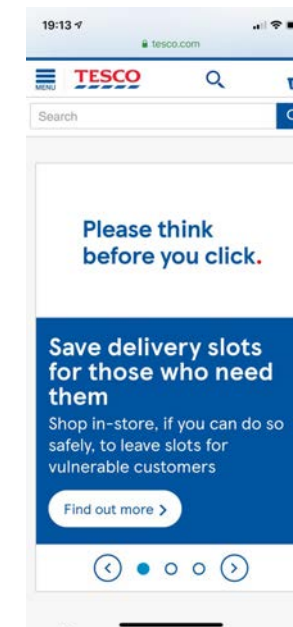 19:13
tesco.com
MENU
TESCO
Search
Please think
before you click.
Save delivery slots
for those who need
them
Shop in-store, if you can do so
safely, to leave slots for
vulnerable customers
Find out more >